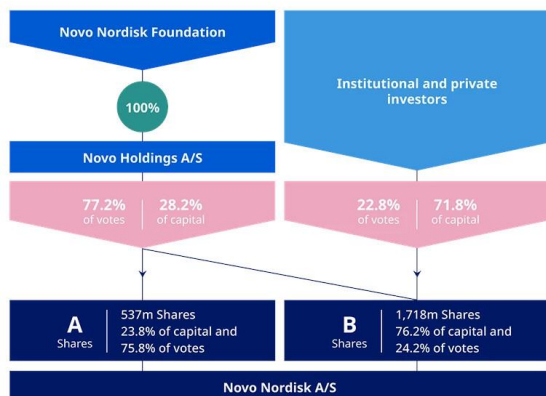 Novo Nordisk Foundation
100%
Novo Holdings A/S
Institutional and private
investors
77.2%
of votes
28.2%
of capital
22.8%
of votes
71.8%
of capital
A
Shares
537m Shares
23.8% of capital and
75.8% of votes
B
Shares
1,718m Shares
76.2% of capital and
24.2% of votes
Novo Nordisk A/S